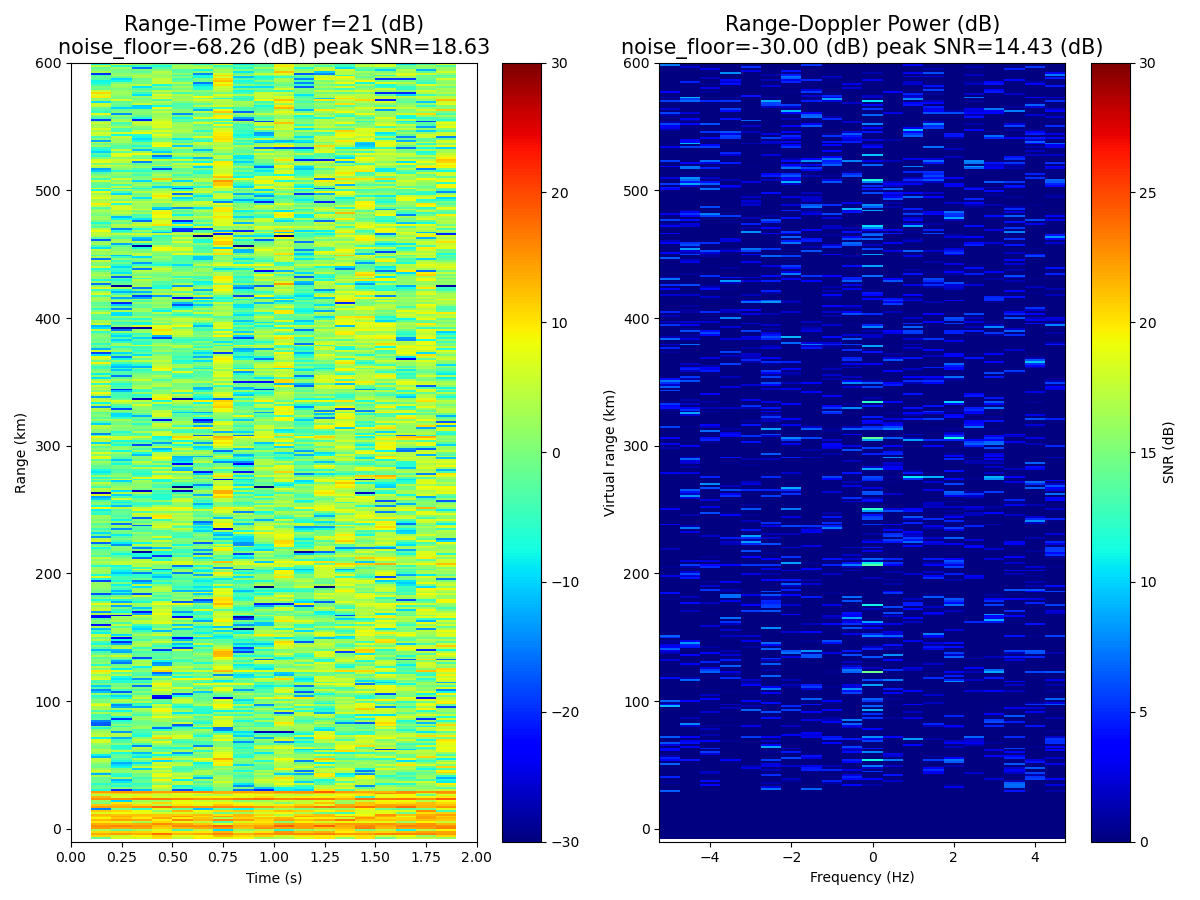 Range-Time Power f=21 (dB)
noise_floor=-68.26 (dB) peak SNR=18.63
Range (km)
600
500
400
300
200
100
0
0.00 0.25 0.50 0.75 1.00 1.25 1.50 1.75 2.00
Time (s)
30
20
10
0
−10
−20
−30
Range-Doppler Power (dB)
noise_floor=-30.00 (dB) peak SNR=14.43 (dB)
Virtual range (km)
600
500
400
300
200
100
0
−4 −2 0 2 4
Frequency (Hz)
30
25
20
15
10
5
0
SNR (dB)